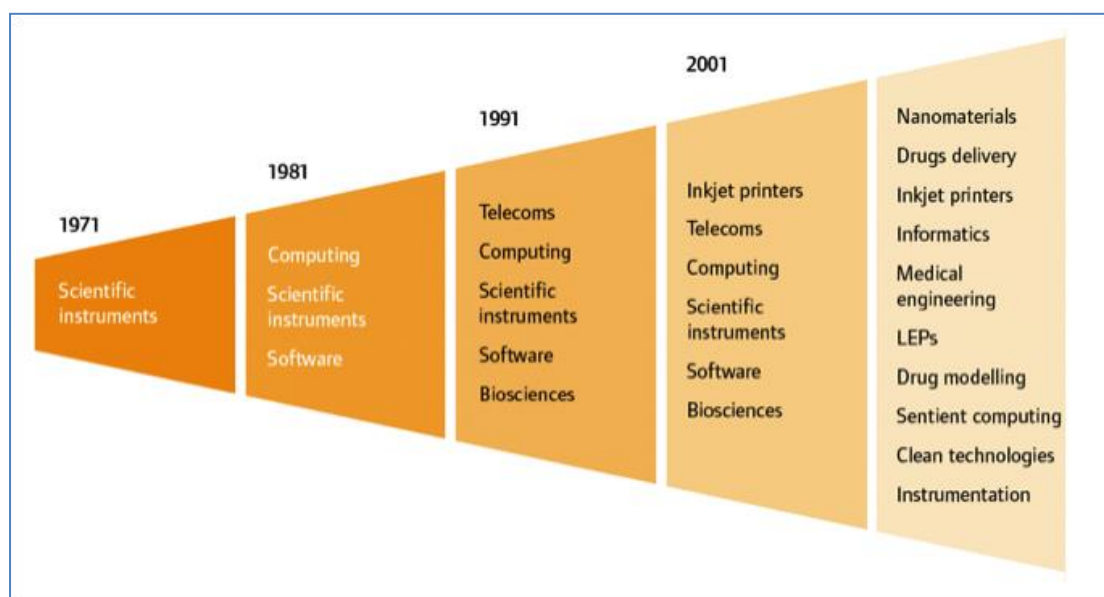 1971
Scientific
instruments
1981
Computing
Scientific
instruments
Software
1991
Telecoms
Computing
Scientific
instruments
Software
Biosciences
2001
Inkjet printers
Telecoms
Computing
Scientific
instruments
Software
Biosciences
Nanomaterials
Drugs delivery
Inkjet printers
Informatics
Medical
engineering
LEPs
Drug modelling
Sentient computing
Clean technologies
Instrumentation